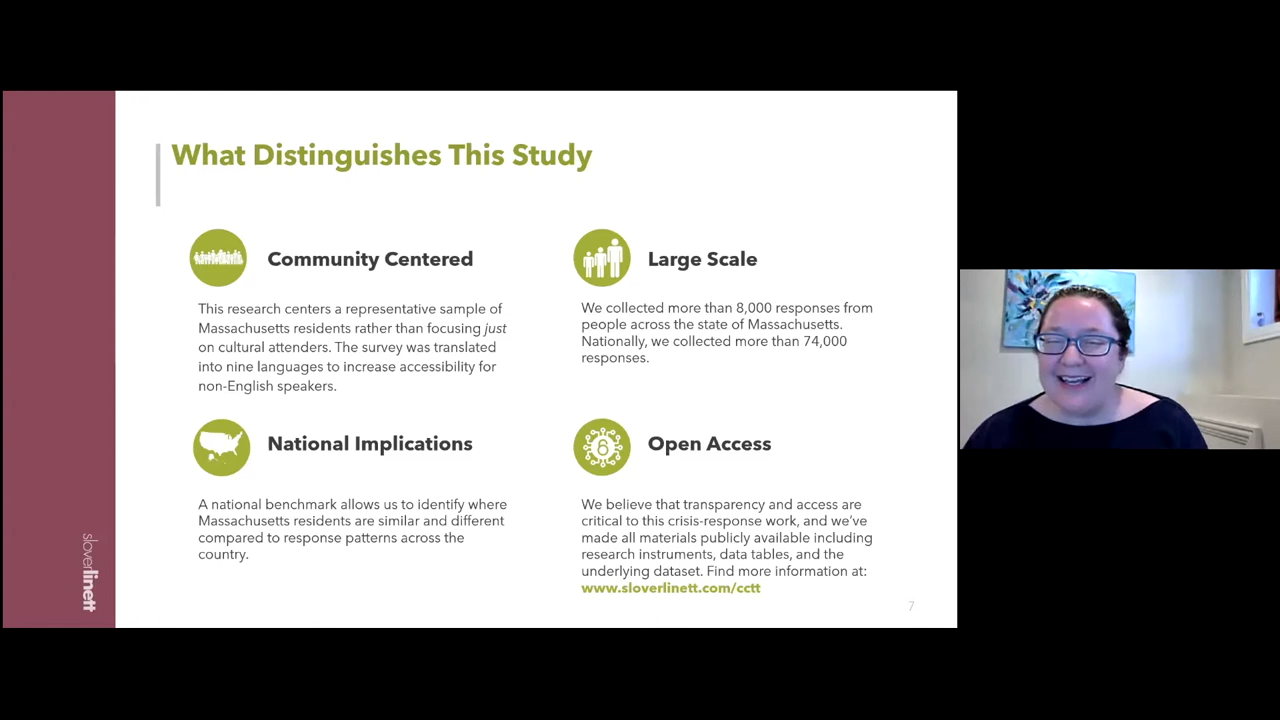 What Distinguishes This Study
Community Centered
This research centers a representative sample of
Massachusetts residents rather than focusing just
on cultural attenders. The survey was translated
into nine languages to increase accessibility for
non-English speakers.
Large Scale
We collected more than 8,000 responses from
people across the state of Massachusetts.
Nationally, we collected more than 74,000
responses.
National Implications
A national benchmark allows us to identify where
Massachusetts residents are similar and different
compared to response patterns across the
country.
Open Access
We believe that transparency and access are
critical to this crisis-response work, and we’ve
made all materials publicly available including
research instruments, data tables, and the
underlying dataset. Find more information at:
www.sloverlinett.com/cctt
sloverlinett
7